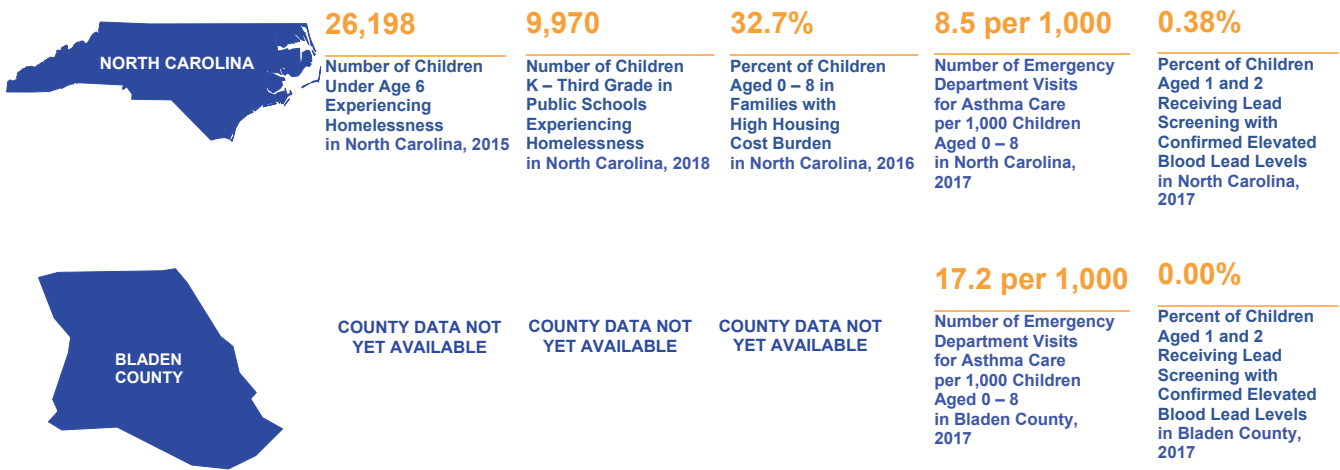 NORTH CAROLINA
26,198
Number of Children
Under Age 6
Experiencing
Homelessness
in North Carolina, 2015
9,970
Number of Children
K – Third Grade in
Public Schools
Experiencing
Homelessness
in North Carolina, 2018
32.7%
Percent of Children
Aged 0 – 8 in
Families with
High Housing
Cost Burden
in North Carolina, 2016
8.5 per 1,000
Number of Emergency
Department Visits
for Asthma Care
per 1,000 Children
Aged 0 – 8
in North Carolina,
2017
0.38%
Percent of Children
Aged 1 and 2
Receiving Lead
Screening with
Confirmed Elevated
Blood Lead Levels
in North Carolina,
2017
BLADEN
COUNTY
COUNTY DATA NOT
YET AVAILABLE
COUNTY DATA NOT
YET AVAILABLE
COUNTY DATA NOT
YET AVAILABLE
17.2 per 1,000
Number of Emergency
Department Visits
for Asthma Care
per 1,000 Children
Aged 0 – 8
in Bladen County,
2017
0.00%
Percent of Children
Aged 1 and 2
Receiving Lead
Screening with
Confirmed Elevated
Blood Lead Levels
in Bladen County,
2017